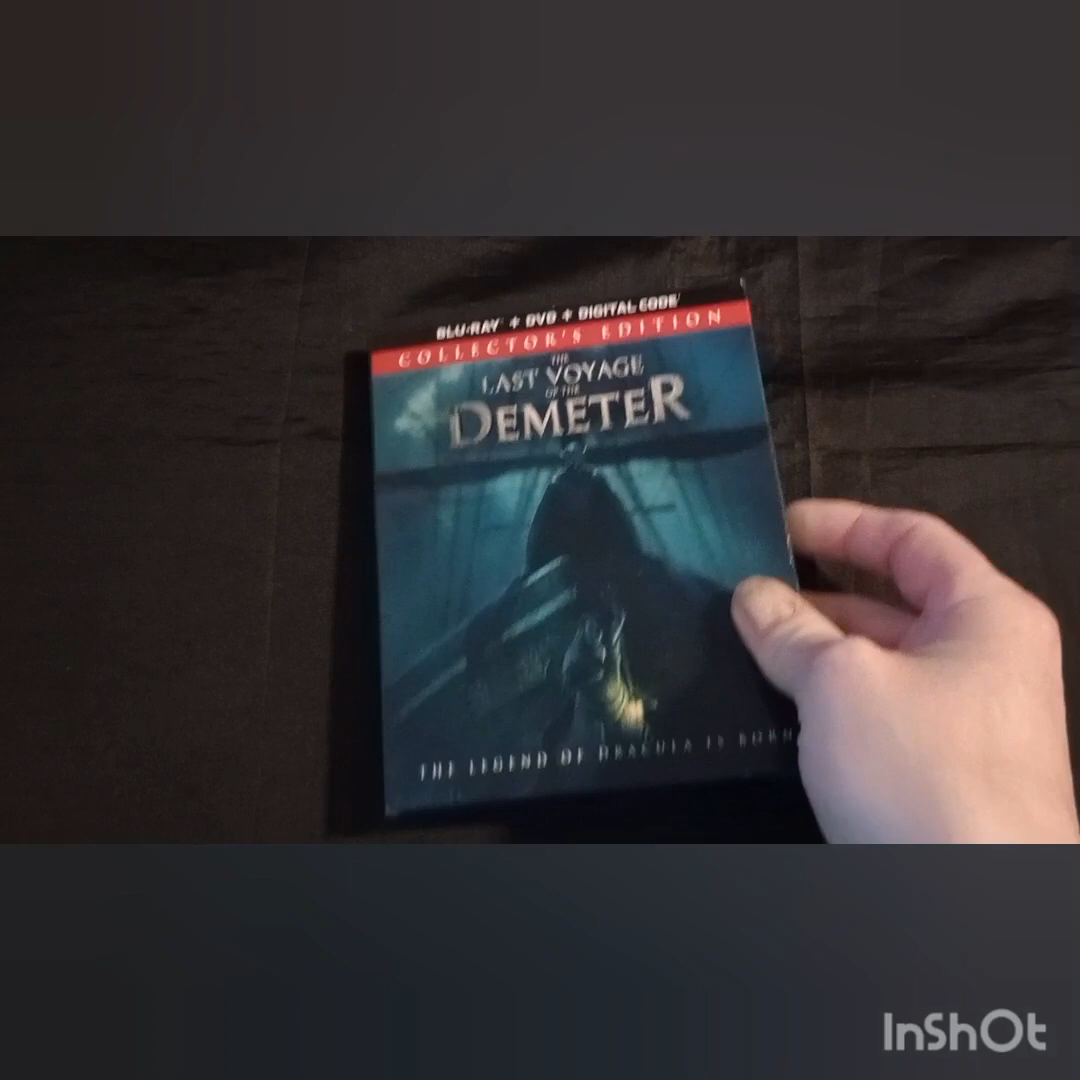 BLU-RAY + DVD + DIGITAL CODE
COLLECTOR'S EDITION
THE
LAST VOYAGE
OF THE
DEMETER
THE LEGEND OF DRACULA IS BORN
InShOt